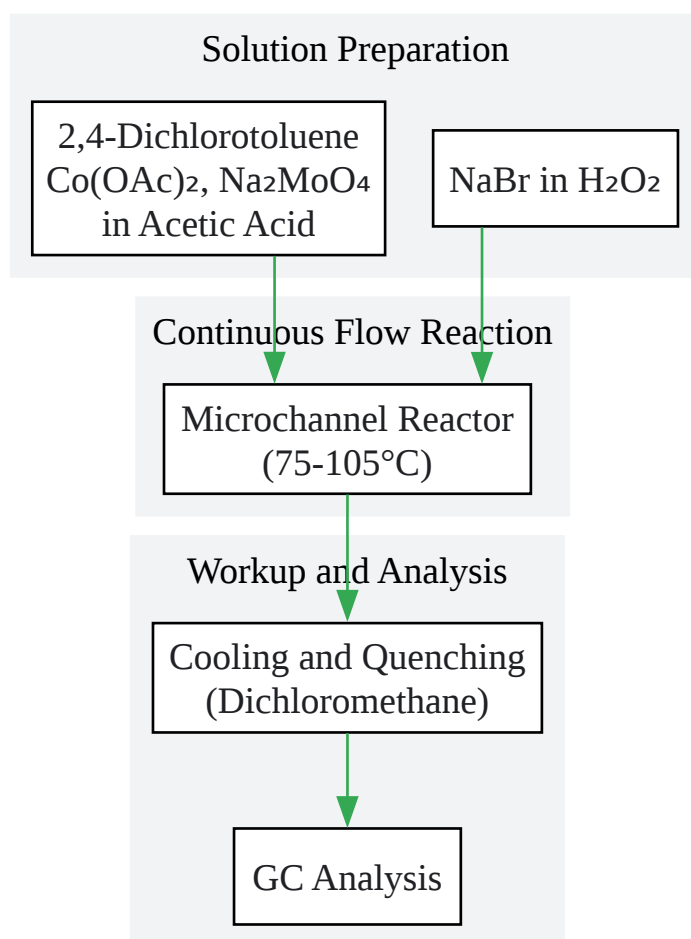 Solution Preparation
2,4-Dichlorotoluene
Co(OAc)₂, Na₂MoO₄
in Acetic Acid
NaBr in H₂O₂
Continuous Flow Reaction
Microchannel Reactor
(75-105°C)
Workup and Analysis
Cooling and Quenching
(Dichloromethane)
GC Analysis